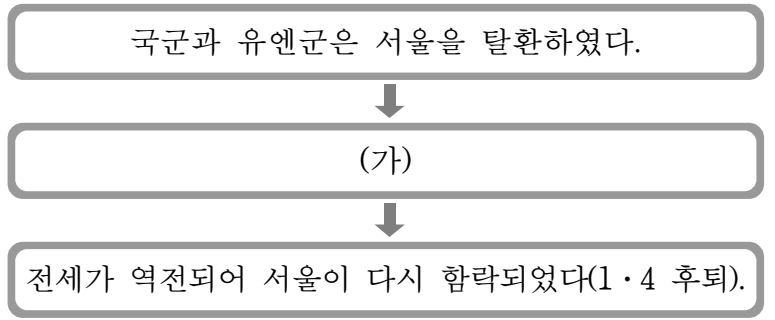 국군과 유엔군은 서울을 탈환하였다.
(가)
전세가 역전되어 서울이 다시 함락되었다(1·4 후퇴).